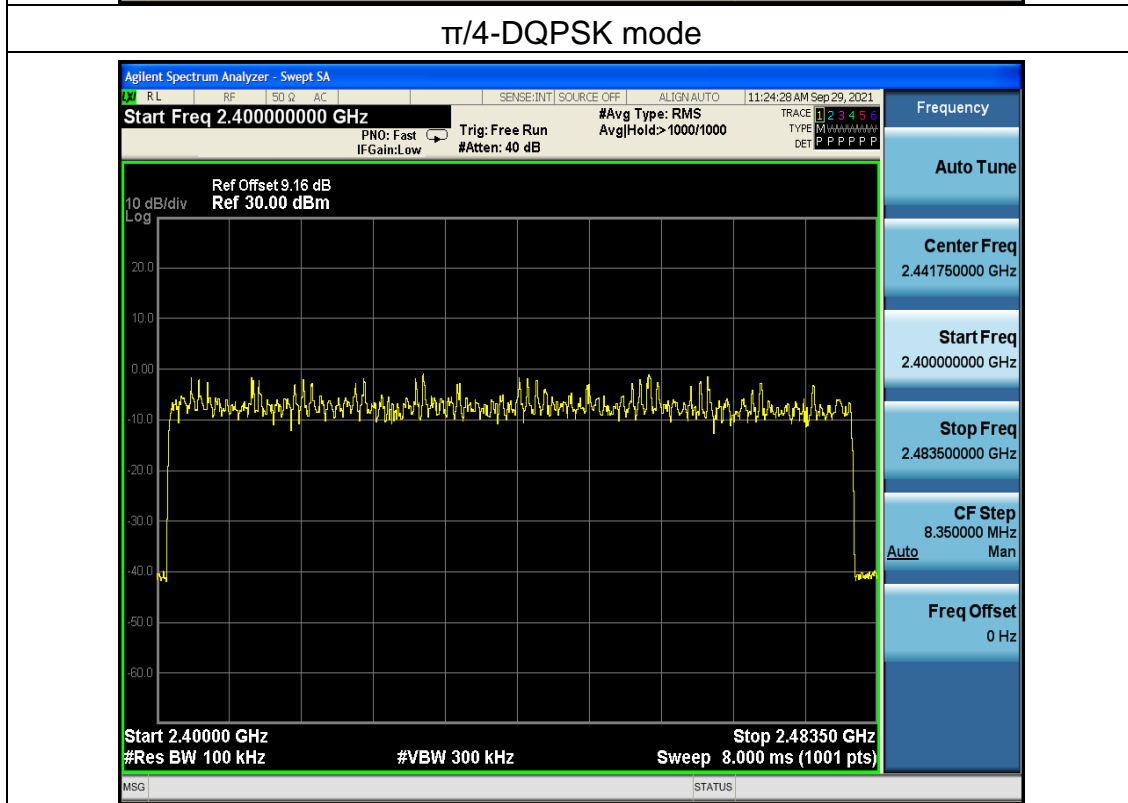 π/4-DQPSK mode
Agilent Spectrum Analyzer - Swept SA
LXI RL RF 50 Ω AC SENSE:INT SOURCE OFF ALIGN AUTO 11:24:28 AM Sep 29, 2021
Start Freq 2.400000000 GHz
PNO: Fast
IFGain:Low
Trig: Free Run
#Atten: 40 dB
#Avg Type: RMS
Avg|Hold:>1000/1000
TRACE 1 2 3 4 5 6
TYPE M W W W W W
DET P P P P P P
Ref Offset 9.16 dB
10 dB/div Ref 30.00 dBm
Log
20.0
10.0
0.00
-10.0
-20.0
-30.0
-40.0
-50.0
-60.0
Start 2.40000 GHz
Stop 2.48350 GHz
#Res BW 100 kHz
#VBW 300 kHz
Sweep 8.000 ms (1001 pts)
MSG
STATUS
Frequency
Auto Tune
Center Freq
2.441750000 GHz
Start Freq
2.400000000 GHz
Stop Freq
2.483500000 GHz
CF Step
8.350000 MHz
Auto Man
Freq Offset
0 Hz